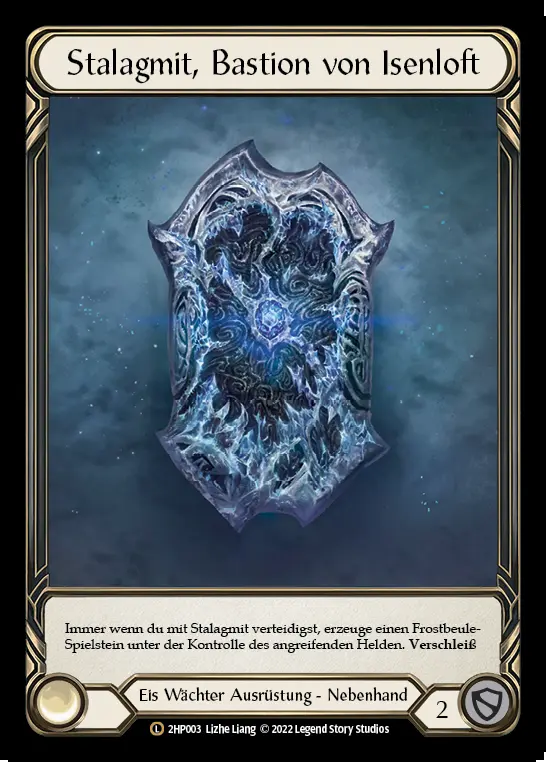 Stalagmit, Bastion von Isenloft
Immer wenn du mit Stalagmit verteidigst, erzeuge einen Frostbeule-
Spielstein unter der Kontrolle des angreifenden Helden. Verschleiß
Eis Wächter Ausrüstung - Nebenhand
2
L 2HP003 Lizhe Liang © 2022 Legend Story Studios